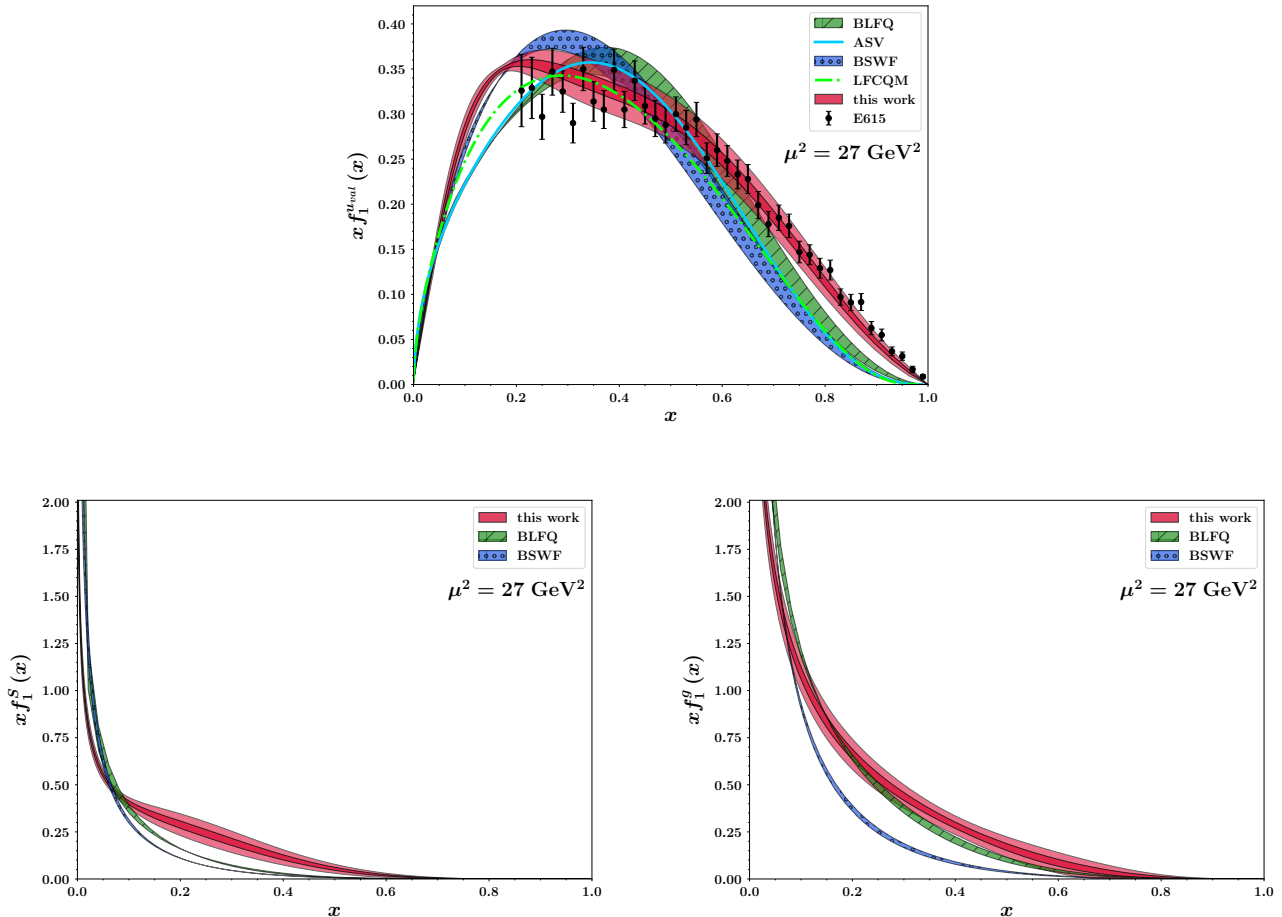 0.40
0.35
0.30
0.25
0.20
0.15
0.10
0.05
0.00
0.0 0.2 0.4 0.6 0.8 1.0
x
xf₁^{u_{val}}(x)
BLFQ
ASV
BSWF
LFCQM
this work
E615
μ² = 27 GeV²
2.00
1.75
1.50
1.25
1.00
0.75
0.50
0.25
0.00
0.0 0.2 0.4 0.6 0.8 1.0
x
xf₁^S(x)
this work
BLFQ
BSWF
μ² = 27 GeV²
2.00
1.75
1.50
1.25
1.00
0.75
0.50
0.25
0.00
0.0 0.2 0.4 0.6 0.8 1.0
x
xf₁^g(x)
this work
BLFQ
BSWF
μ² = 27 GeV²